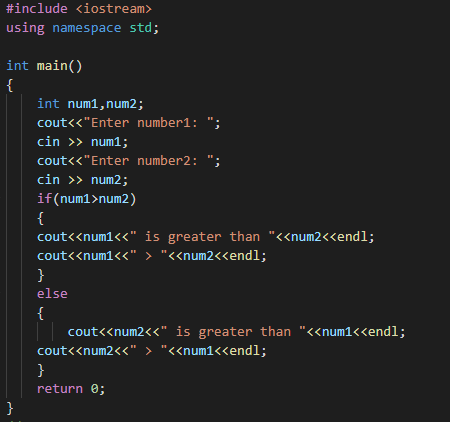 #include <iostream>
using namespace std;

int main()
{
    int num1,num2;
    cout<<"Enter number1: ";
    cin >> num1;
    cout<<"Enter number2: ";
    cin >> num2;
    if(num1>num2)
    {
    cout<<num1<<" is greater than "<<num2<<endl;
    cout<<num1<<" > "<<num2<<endl;
    }
    else
    {
        cout<<num2<<" is greater than "<<num1<<endl;
    cout<<num2<<" > "<<num1<<endl;
    }
    return 0;
}